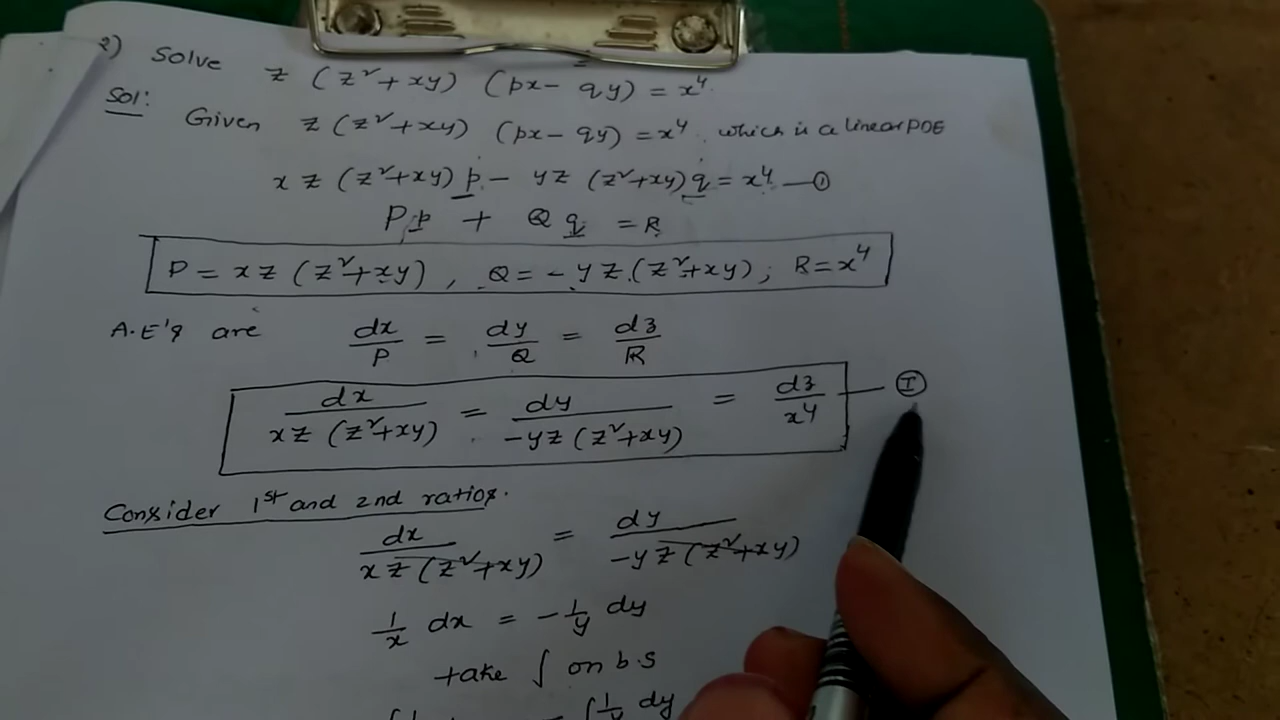 2) Solve z (z²+xy) (px-qy) = x⁴
Sol: Given z (z²+xy) (px-qy) = x⁴, which is a linear PDE
xz (z²+xy) p - yz (z²+xy) q = x⁴ —①
Pp + Qq = R
P = xz (z²+xy), Q = -yz (z²+xy); R = x⁴
A.E's are dx/P = dy/Q = dz/R
dx/xz (z²+xy) = dy/-yz (z²+xy) = dz/x⁴ — Ⓘ
Consider 1st and 2nd ratios.
dx/xz (z²+xy) = dy/-yz (z²+xy)
1/x dx = -1/y dy
take ∫ on b.s